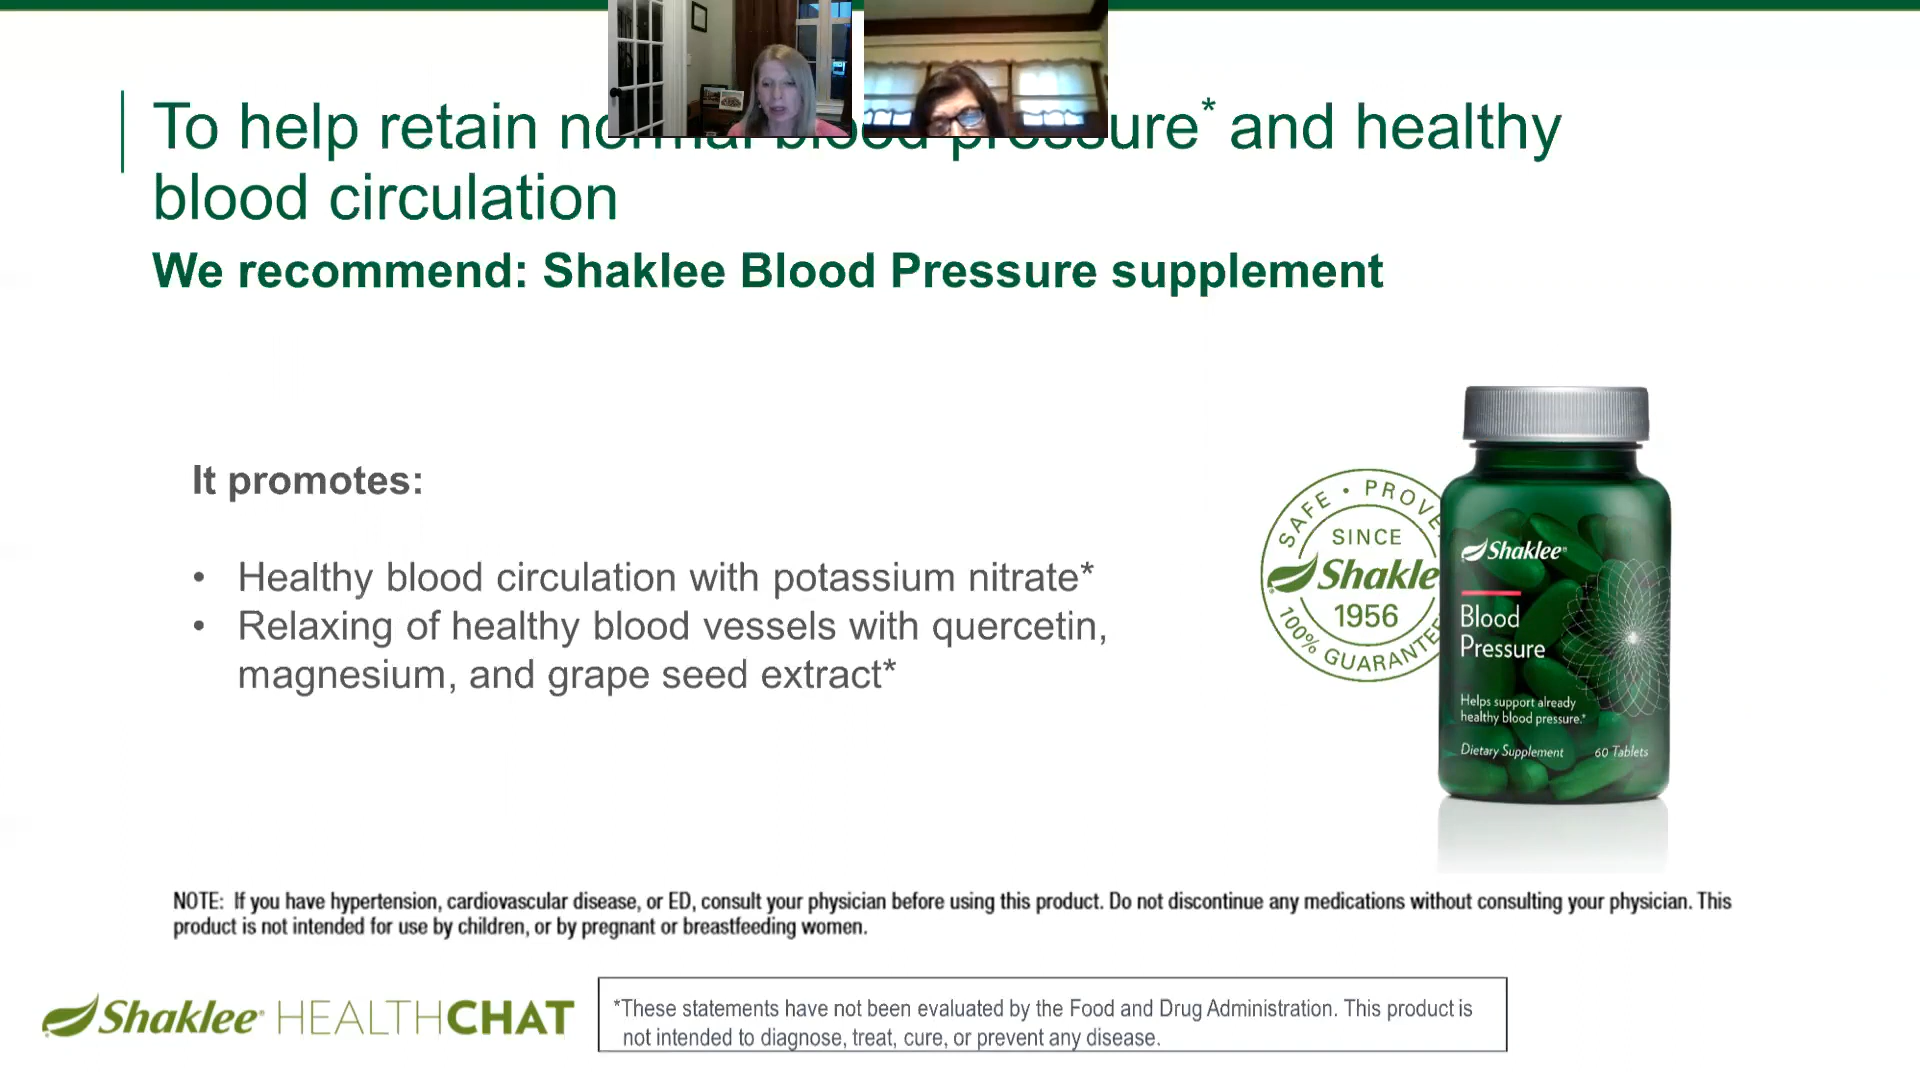 To help retain normal blood pressure* and healthy
blood circulation
We recommend: Shaklee Blood Pressure supplement
It promotes:
• Healthy blood circulation with potassium nitrate*
• Relaxing of healthy blood vessels with quercetin,
magnesium, and grape seed extract*
SAFE • PROVE
SINCE
Shakle
1956
100% GUARANTE
Shaklee®
Blood
Pressure
Helps support already
healthy blood pressure.*
Dietary Supplement 60 Tablets
NOTE: If you have hypertension, cardiovascular disease, or ED, consult your physician before using this product. Do not discontinue any medications without consulting your physician. This
product is not intended for use by children, or by pregnant or breastfeeding women.
Shaklee® HEALTHCHAT
*These statements have not been evaluated by the Food and Drug Administration. This product is
not intended to diagnose, treat, cure, or prevent any disease.